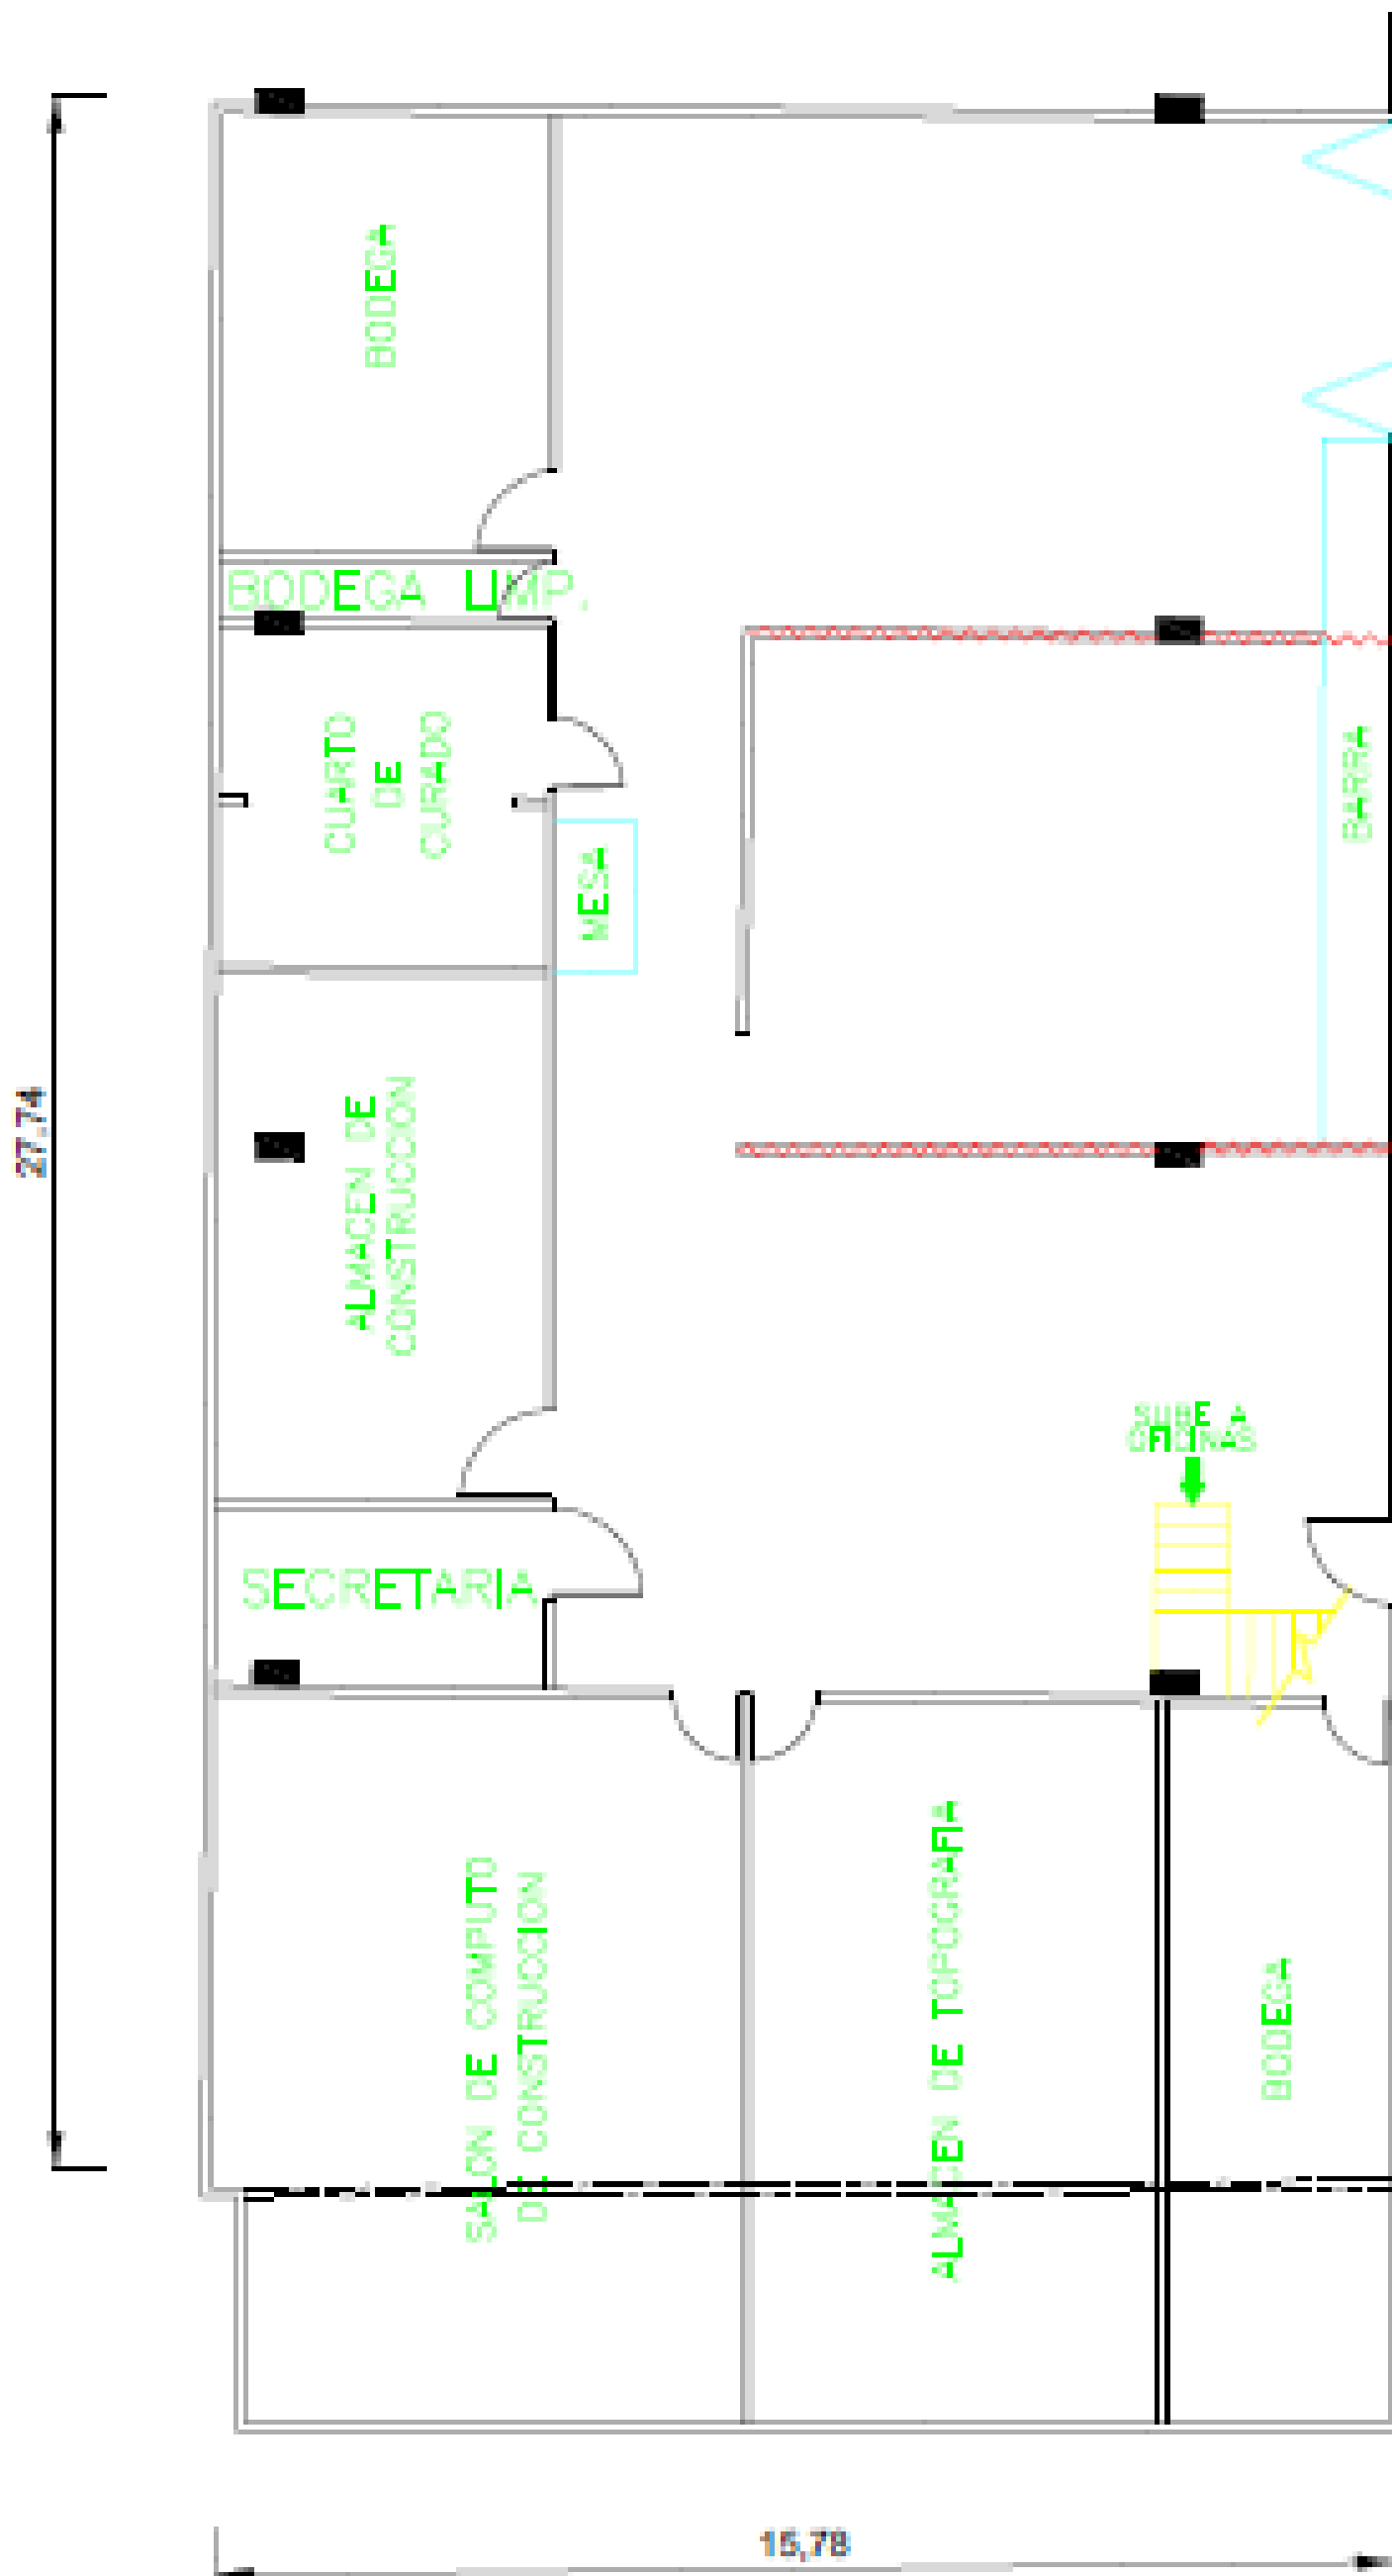 BODEGA
BODEGA LIMP.
CUARTO
DE
CURADO
MESA
BARRA
27,74
ALMACEN DE
CONSTRUCCION
SUBE A
OFICINAS
SECRETARIA
SALON DE COMPUTO
DE CONSTRUCCION
ALMACEN DE TOPOGRAFIA
BODEGA
15,78